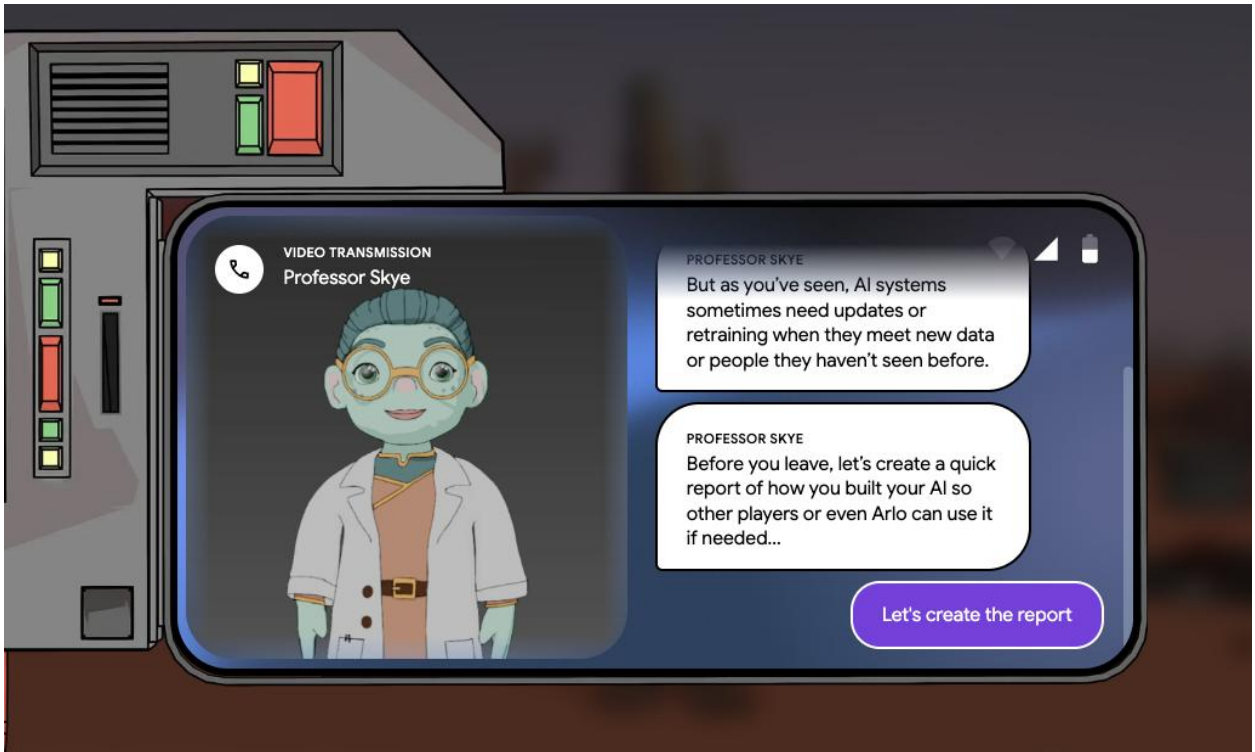 VIDEO TRANSMISSION
Professor Skye
PROFESSOR SKYE
But as you've seen, AI systems
sometimes need updates or
retraining when they meet new data
or people they haven't seen before.
PROFESSOR SKYE
Before you leave, let's create a quick
report of how you built your AI so
other players or even Arlo can use it
if needed...
Let's create the report